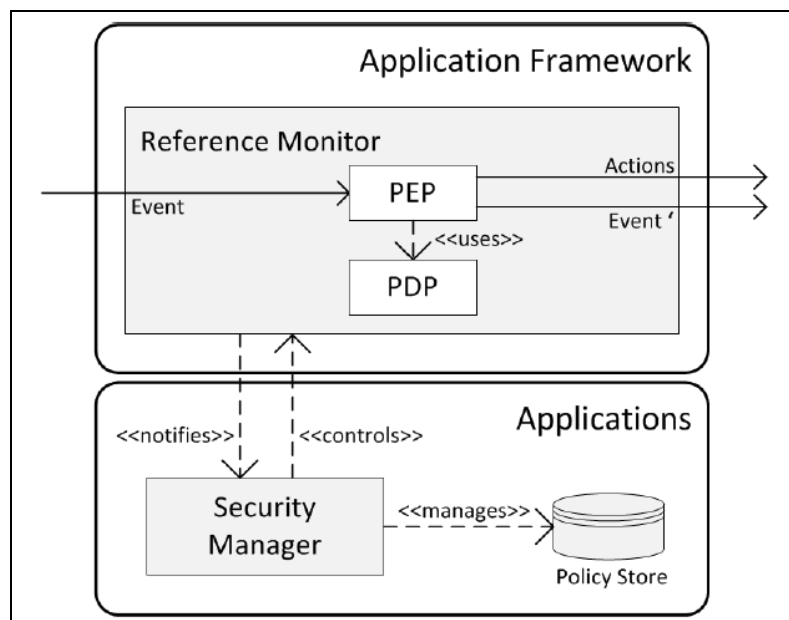 Application Framework
Reference Monitor
Actions
PEP
Event
Event ‘
<<uses>>
PDP
Applications
<<notifies>>
<<controls>>
Security
Manager
<<manages>>
Policy Store